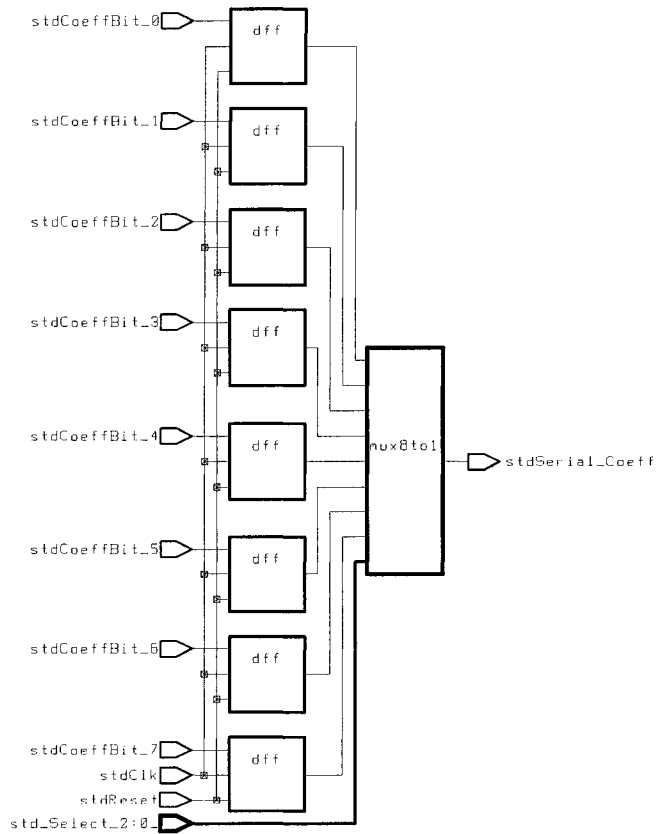 stdCoeffBit_0
dff
stdCoeffBit_1
dff
stdCoeffBit_2
dff
stdCoeffBit_3
dff
stdCoeffBit_4
dff
mux8to1
stdSerial_Coeff
stdCoeffBit_5
dff
stdCoeffBit_6
dff
stdCoeffBit_7
dff
stdClk
stdReset
std_Select_2:0_